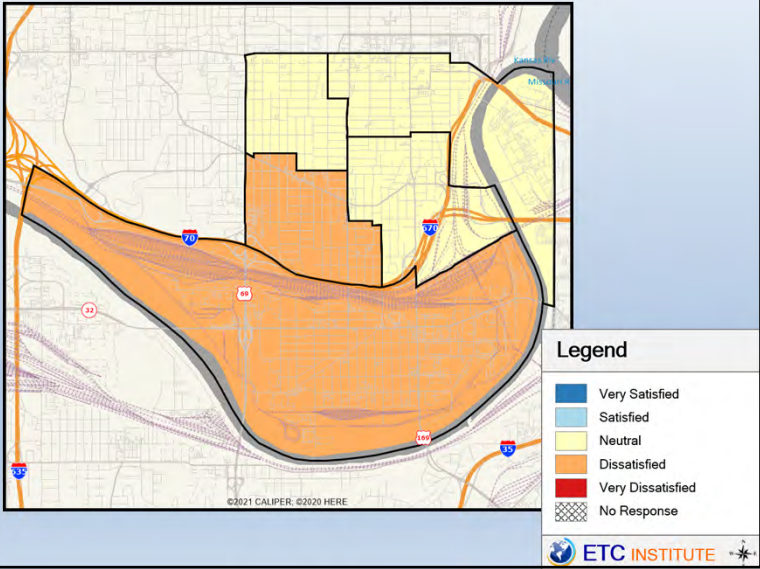 Kansas Riv
Missouri R
70
670
69
32
169
635
35
©2021 CALIPER; ©2020 HERE
Legend
Very Satisfied
Satisfied
Neutral
Dissatisfied
Very Dissatisfied
No Response
ETC INSTITUTE
N
W
E
S